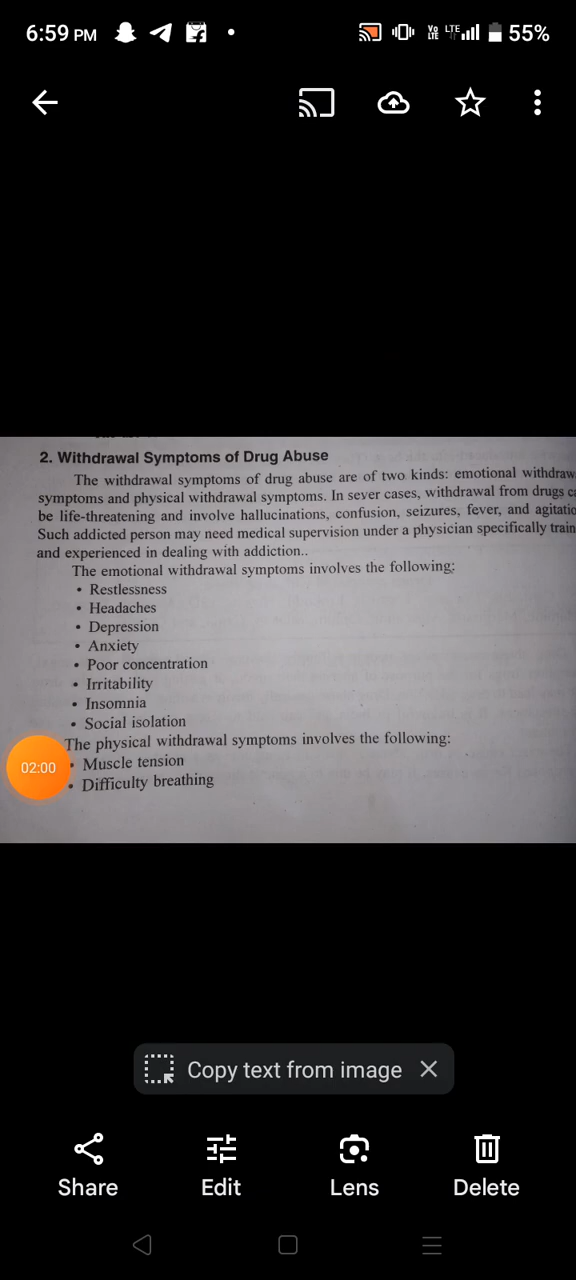 6:59 PM
Vo LTE
LTE
55%
2. Withdrawal Symptoms of Drug Abuse
The withdrawal symptoms of drug abuse are of two kinds: emotional withdraw
symptoms and physical withdrawal symptoms. In sever cases, withdrawal from drugs ca
be life-threatening and involve hallucinations, confusion, seizures, fever, and agitatio
Such addicted person may need medical supervision under a physician specifically train
and experienced in dealing with addiction..
The emotional withdrawal symptoms involves the following:
• Restlessness
• Headaches
• Depression
• Anxiety
• Poor concentration
• Irritability
• Insomnia
• Social isolation
The physical withdrawal symptoms involves the following:
• Muscle tension
• Difficulty breathing
02:00
Copy text from image
Share
Edit
Lens
Delete